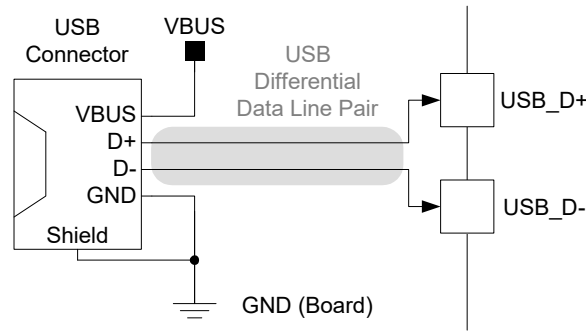 USB
Connector
VBUS
USB
Differential
Data Line Pair
VBUS
D+
D-
GND
Shield
USB_D+
USB_D-
GND (Board)